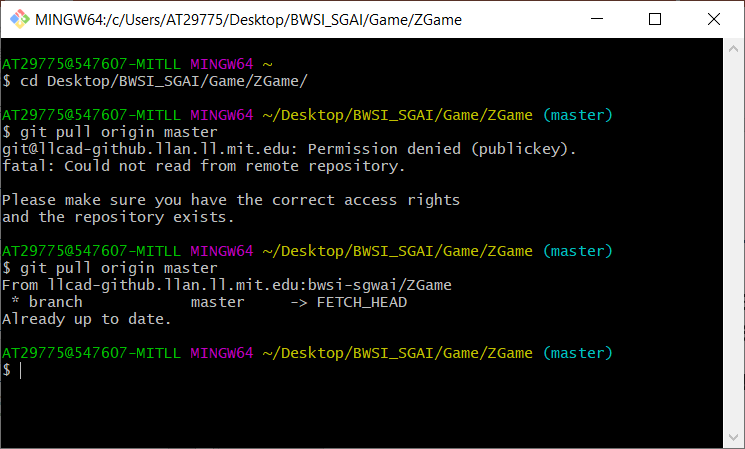 MINGW64:/c/Users/AT29775/Desktop/BWSI_SGAI/Game/ZGame
AT29775@547607-MITLL MINGW64 ~
$ cd Desktop/BWSI_SGAI/Game/ZGame/
AT29775@547607-MITLL MINGW64 ~/Desktop/BWSI_SGAI/Game/ZGame (master)
$ git pull origin master
git@llcad-github.llan.ll.mit.edu: Permission denied (publickey).
fatal: Could not read from remote repository.
Please make sure you have the correct access rights
and the repository exists.
AT29775@547607-MITLL MINGW64 ~/Desktop/BWSI_SGAI/Game/ZGame (master)
$ git pull origin master
From llcad-github.llan.ll.mit.edu:bwsi-sgwai/ZGame
 * branch            master     -> FETCH_HEAD
Already up to date.
AT29775@547607-MITLL MINGW64 ~/Desktop/BWSI_SGAI/Game/ZGame (master)
$